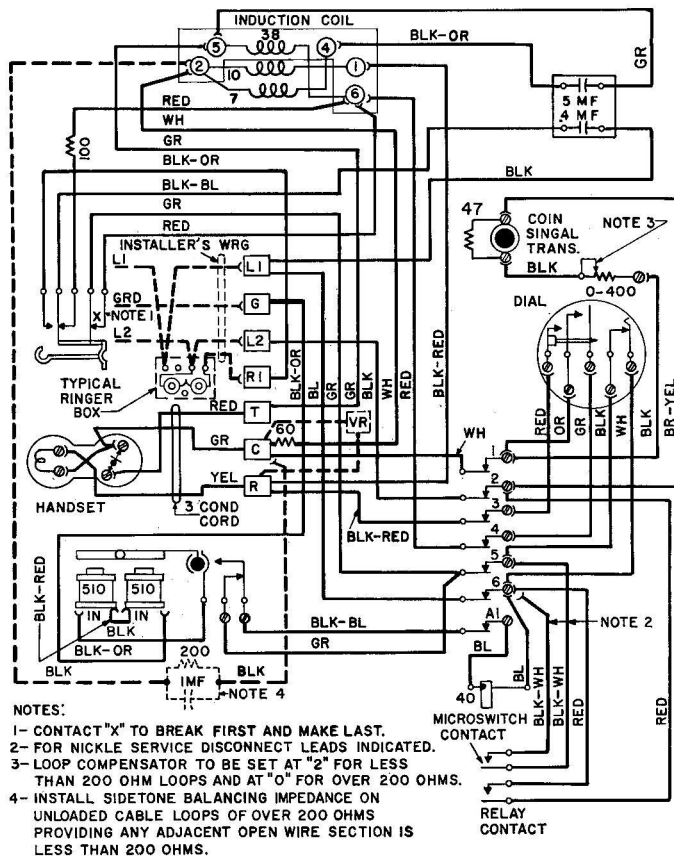 INDUCTION COIL
38
5
4
BLK-OR
GR
2
10
1
7
6
RED
WH
5 MF
.4 MF
100
GR
BLK-OR
BLK-BL
BLK
GR
RED
47
COIN
SINGAL
TRANS.
NOTE 3
INSTALLER'S WRG
L1
L1
BLK
0-400
DIAL
GRD
G
X
NOTE 1
L2
L2
BLK-OR
BL
GR
GR
BLK
WH
RED
BLK-RED
R1
TYPICAL
RINGER
BOX
RED
T
VR
RED
OR
GR
BLK
WH
BLK
BR-YEL
60
GR
C
WH
1
YEL
R
2
HANDSET
3 COND
CORD
BLK-RED
3
4
5
6
BLK-RED
510
510
IN
IN
BLK
BLK-OR
BLK-BL
A1
NOTE 2
GR
BL
BL
BLK
200
BLK
1MF
NOTE 4
40
BLK-WH
BLK-WH
RED
RED
MICROSWITCH
CONTACT
RELAY
CONTACT
NOTES:
1- CONTACT "X" TO BREAK FIRST AND MAKE LAST.
2- FOR NICKLE SERVICE DISCONNECT LEADS INDICATED.
3- LOOP COMPENSATOR TO BE SET AT "2" FOR LESS
THAN 200 OHM LOOPS AND AT "0" FOR OVER 200 OHMS.
4- INSTALL SIDETONE BALANCING IMPEDANCE ON
UNLOADED CABLE LOOPS OF OVER 200 OHMS
PROVIDING ANY ADJACENT OPEN WIRE SECTION IS
LESS THAN 200 OHMS.